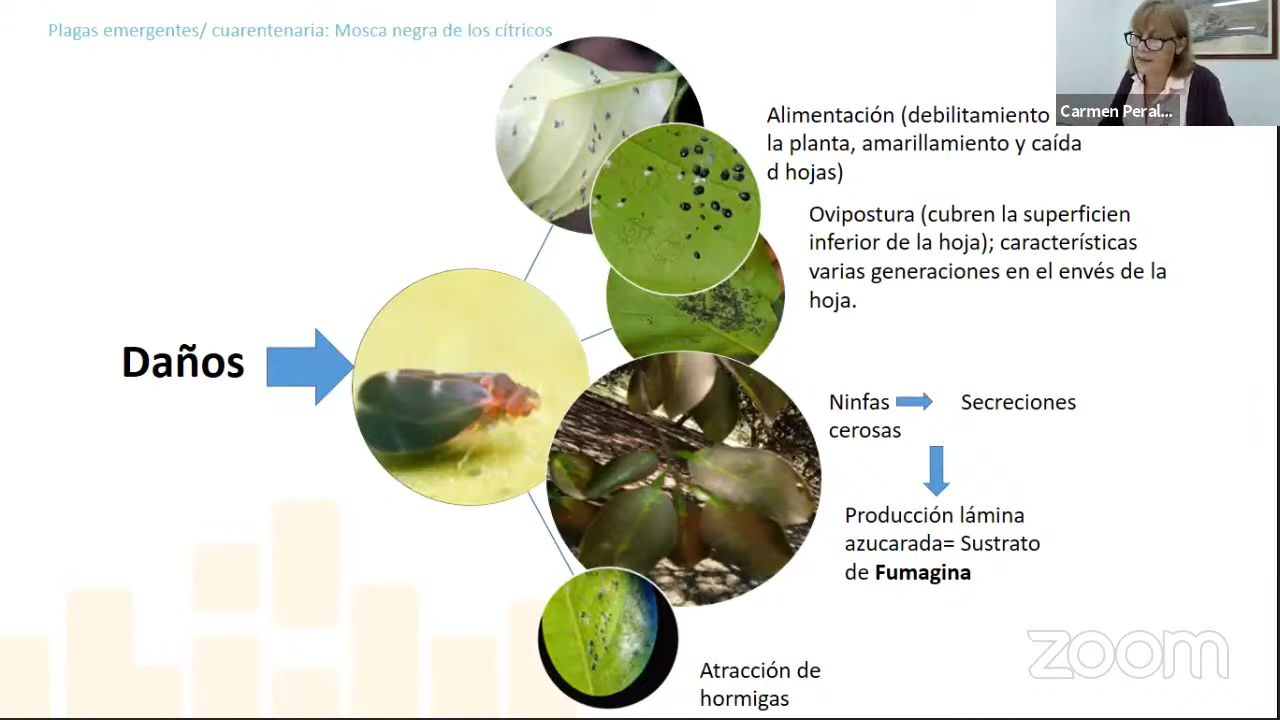 Plagas emergentes/ cuarentenaria: Mosca negra de los cítricos
Carmen Peral...
Alimentación (debilitamiento
la planta, amarillamiento y caída
d hojas)
Ovipostura (cubren la superficien
inferior de la hoja); características
varias generaciones en el envés de la
hoja.
Daños
Ninfas
Secreciones
cerosas
Producción lámina
azucarada= Sustrato
de Fumagina
Atracción de
hormigas
zoom